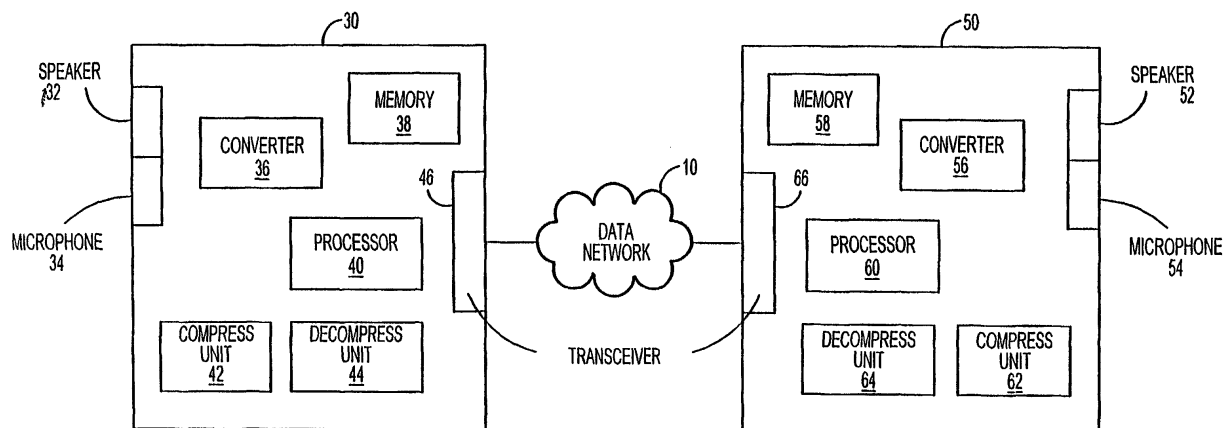 30
50
SPEAKER
32
MEMORY
38
CONVERTER
36
MICROPHONE
34
PROCESSOR
40
COMPRESS
UNIT
42
DECOMPRESS
UNIT
44
46
10
DATA
NETWORK
66
TRANSCEIVER
MEMORY
58
CONVERTER
56
SPEAKER
52
PROCESSOR
60
MICROPHONE
54
DECOMPRESS
UNIT
64
COMPRESS
UNIT
62